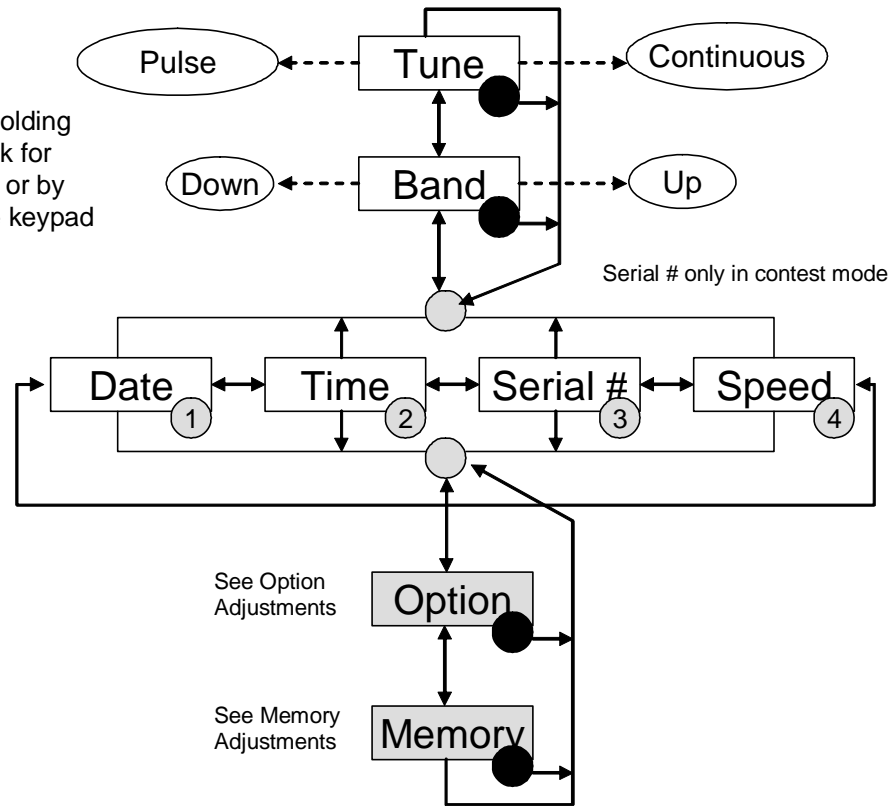 Pulse
Tune
Continuous
olding
k for
or by
keypad
Down
Band
Up
Serial # only in contest mode
Date
Time
Serial #
Speed
1
2
3
4
See Option
Adjustments
Option
See Memory
Adjustments
Memory